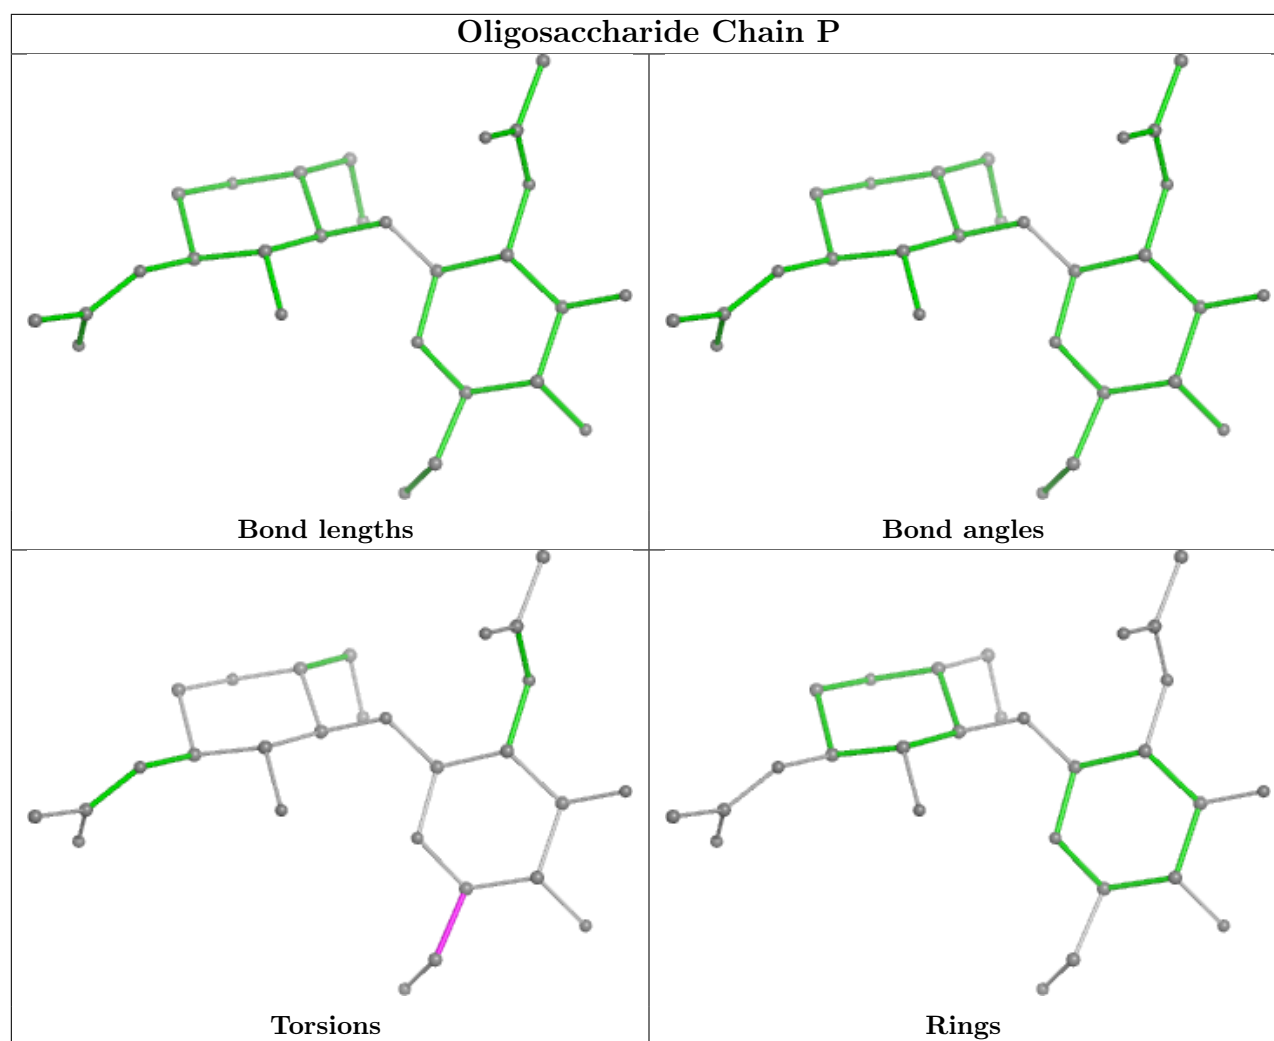 Oligosaccharide Chain P
Bond lengths
Bond angles
Torsions
Rings